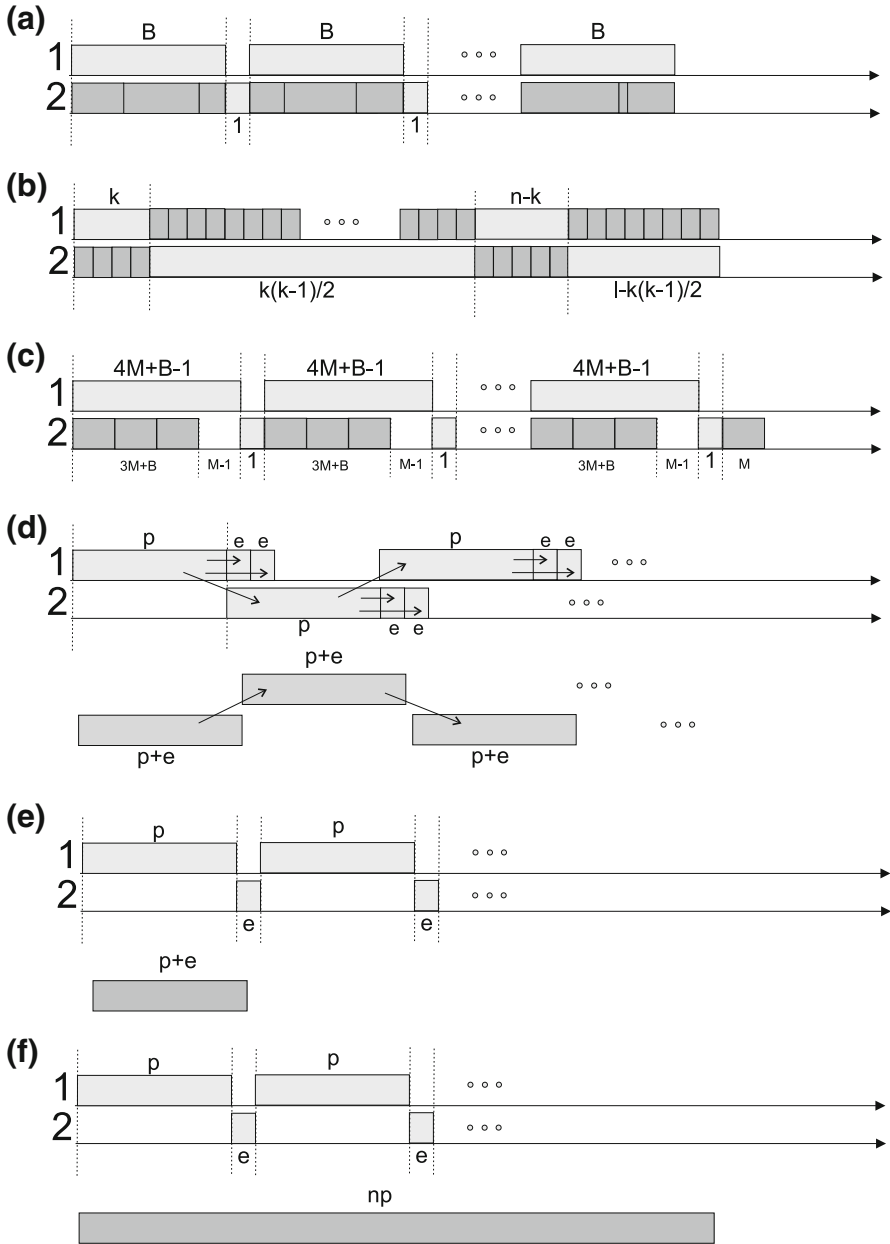 (a)
B B B
1
2
1 1
(b)
k n-k
1
2
k(k-1)/2 l-k(k-1)/2
(c)
4M+B-1 4M+B-1 4M+B-1
1
2
3M+B M-1 1 3M+B M-1 1 3M+B M-1 1 M
(d)
p e e p e e
1
2
p e e
p+e
p+e p+e
(e)
p p
1
2
e e
p+e
(f)
p p
1
2
e e
np